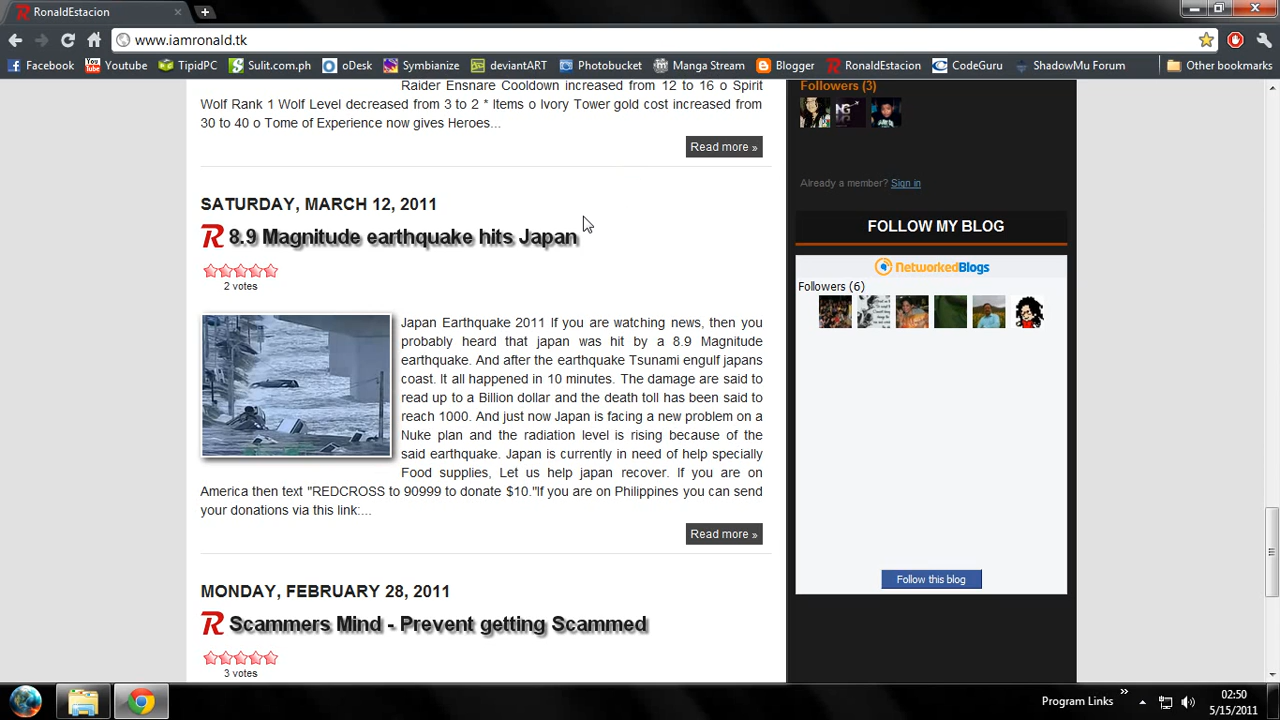 RonaldEstacion
www.iamronald.tk
Facebook
Youtube
TipidPC
Sulit.com.ph
oDesk
Symbianize
deviantART
Photobucket
Manga Stream
Blogger
RonaldEstacion
CodeGuru
ShadowMu Forum
Other bookmarks
Raider Ensnare Cooldown increased from 12 to 16 o Spirit
Wolf Rank 1 Wolf Level decreased from 3 to 2 * Items o Ivory Tower gold cost increased from
30 to 40 o Tome of Experience now gives Heroes...
Read more »
SATURDAY, MARCH 12, 2011
8.9 Magnitude earthquake hits Japan
2 votes
Japan Earthquake 2011 If you are watching news, then you
probably heard that japan was hit by a 8.9 Magnitude
earthquake. And after the earthquake Tsunami engulf japans
coast. It all happened in 10 minutes. The damage are said to
read up to a Billion dollar and the death toll has been said to
reach 1000. And just now Japan is facing a new problem on a
Nuke plan and the radiation level is rising because of the
said earthquake. Japan is currently in need of help specially
Food supplies, Let us help japan recover. If you are on
America then text "REDCROSS to 90999 to donate $10."If you are on Philippines you can send
your donations via this link:...
Read more »
MONDAY, FEBRUARY 28, 2011
Scammers Mind - Prevent getting Scammed
3 votes
Followers (3)
NG
Already a member? Sign in
FOLLOW MY BLOG
NetworkedBlogs
Followers (6)
Follow this blog
Program Links
02:50
5/15/2011